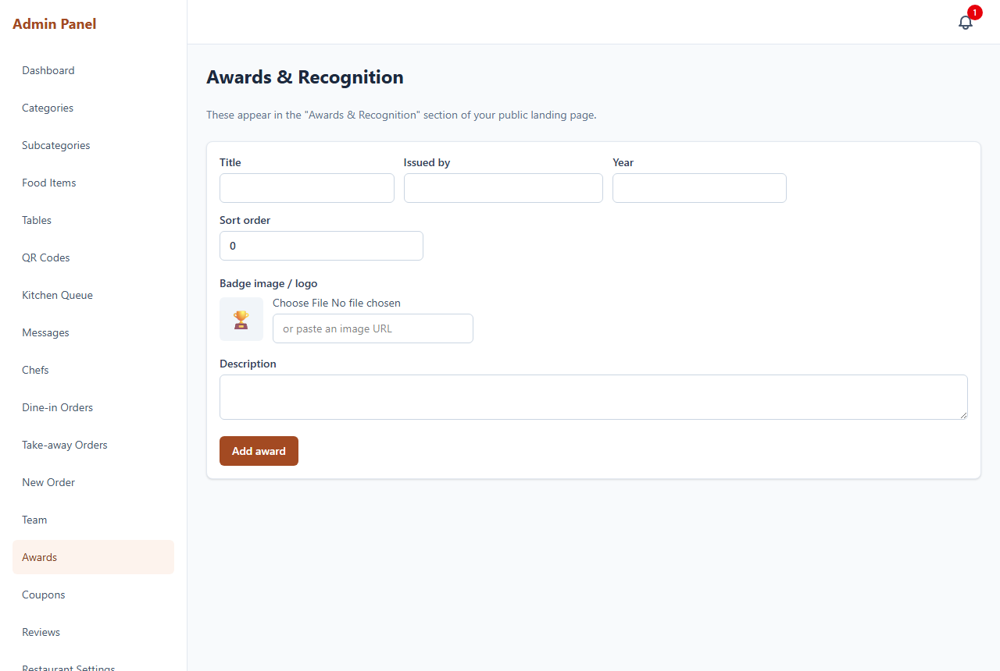 Admin Panel
1
Dashboard
Categories
Subcategories
Food Items
Tables
QR Codes
Kitchen Queue
Messages
Chefs
Dine-in Orders
Take-away Orders
New Order
Team
Awards
Coupons
Reviews
Restaurant Settings
Awards & Recognition
These appear in the "Awards & Recognition" section of your public landing page.
Title
Issued by
Year
Sort order
0
Badge image / logo
Choose File No file chosen
or paste an image URL
Description
Add award